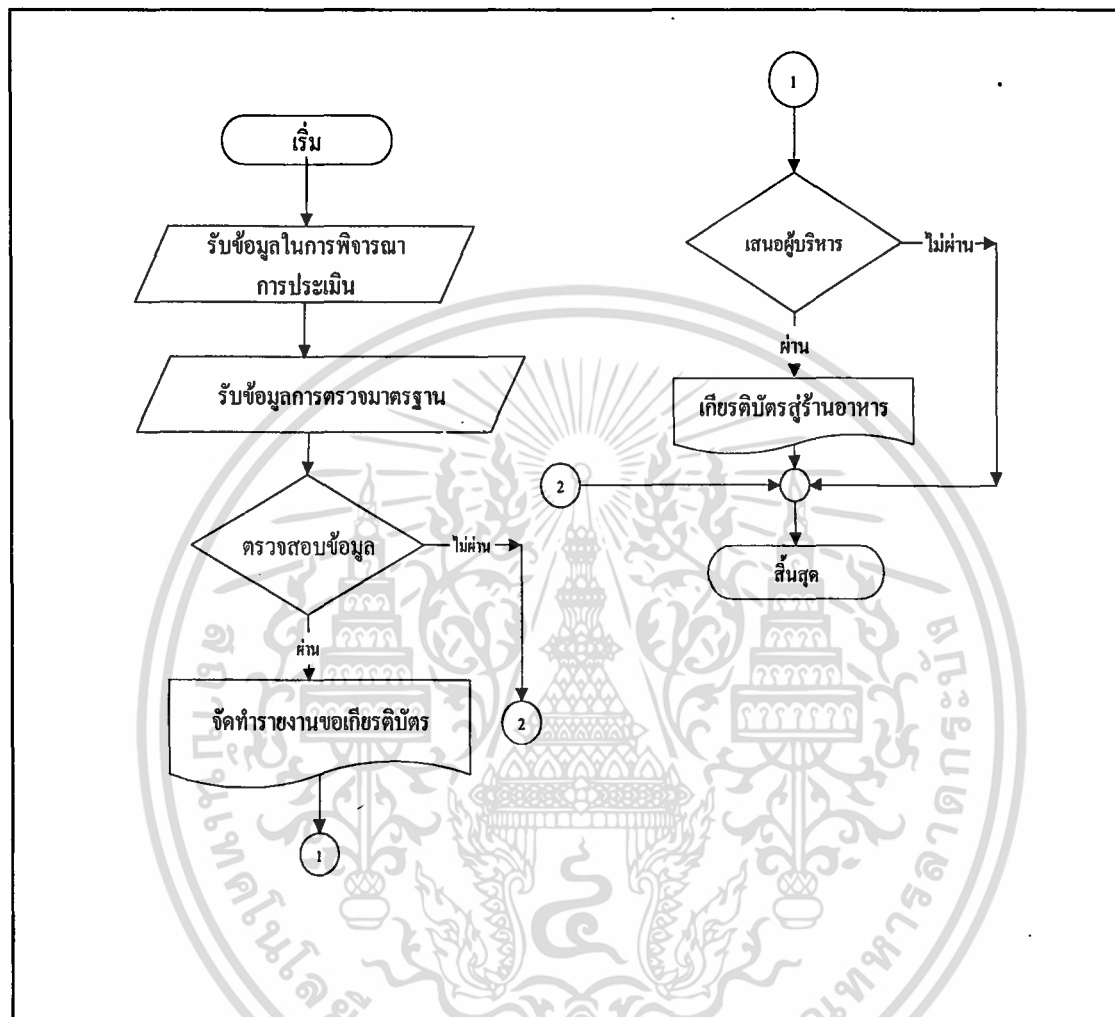 เริ่ม
รับข้อมูลในการพิจารณา
การประเมิน
รับข้อมูลการตรวจมาตรฐาน
ตรวจสอบข้อมูล
ไม่ผ่าน
ผ่าน
จัดทำรายงานขอเกียรติบัตร
2
1
1
เสนอผู้บริหาร
ไม่ผ่าน
ผ่าน
เกียรติบัตรสู่ร้านอาหาร
2
สิ้นสุด